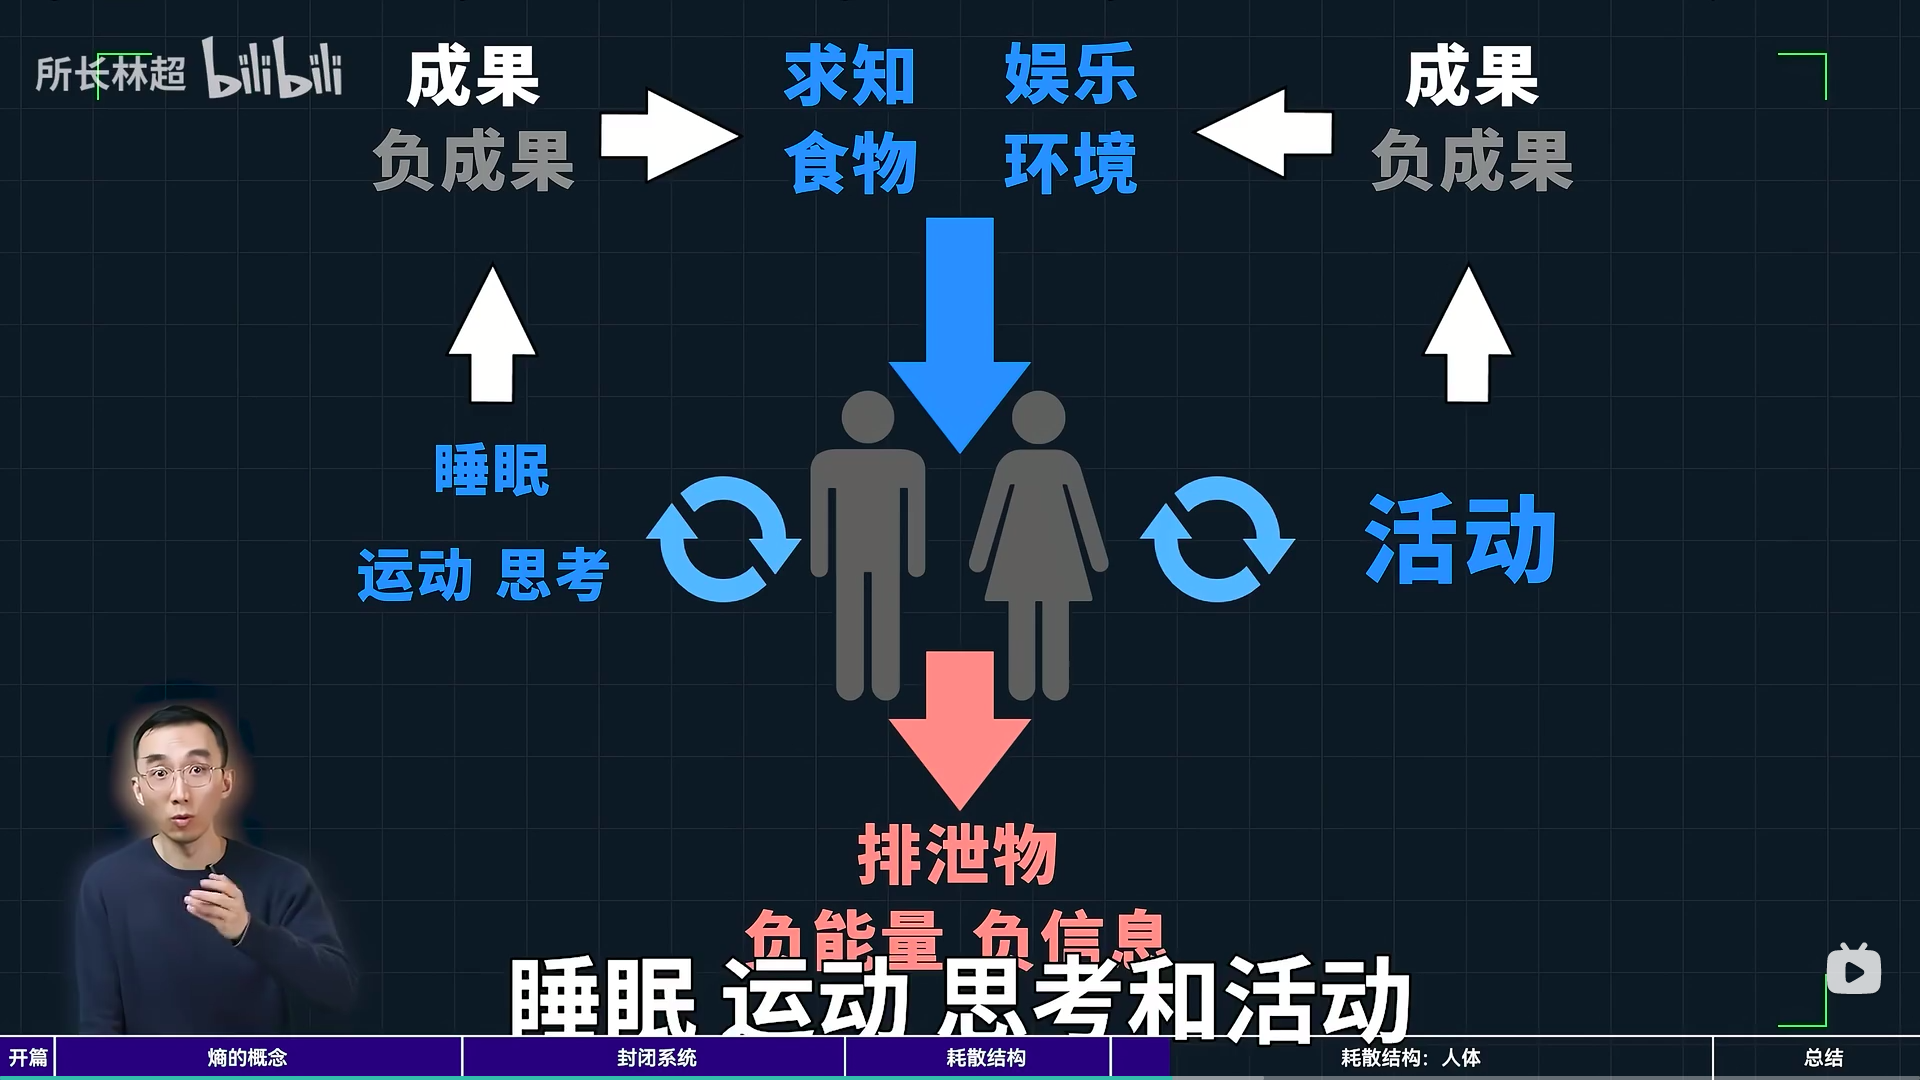 所长林超 bilibili
成果
负成果
求知 娱乐
食物 环境
成果
负成果
睡眠
运动 思考
活动
排泄物
负能量 负信息
睡眠 运动 思考和活动
开篇 熵的概念 封闭系统 耗散结构 耗散结构：人体 总结